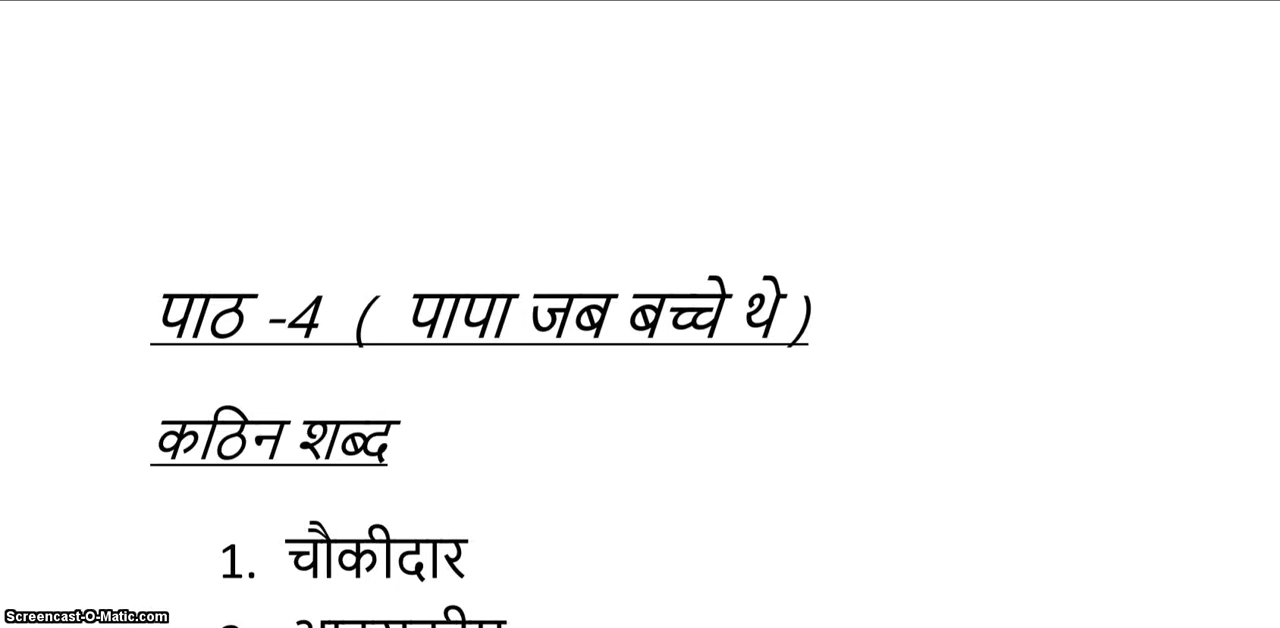 पाठ -4 ( पापा जब बच्चे थे )
कठिन शब्द
1. चौकीदार
Screencast-O-Matic.com